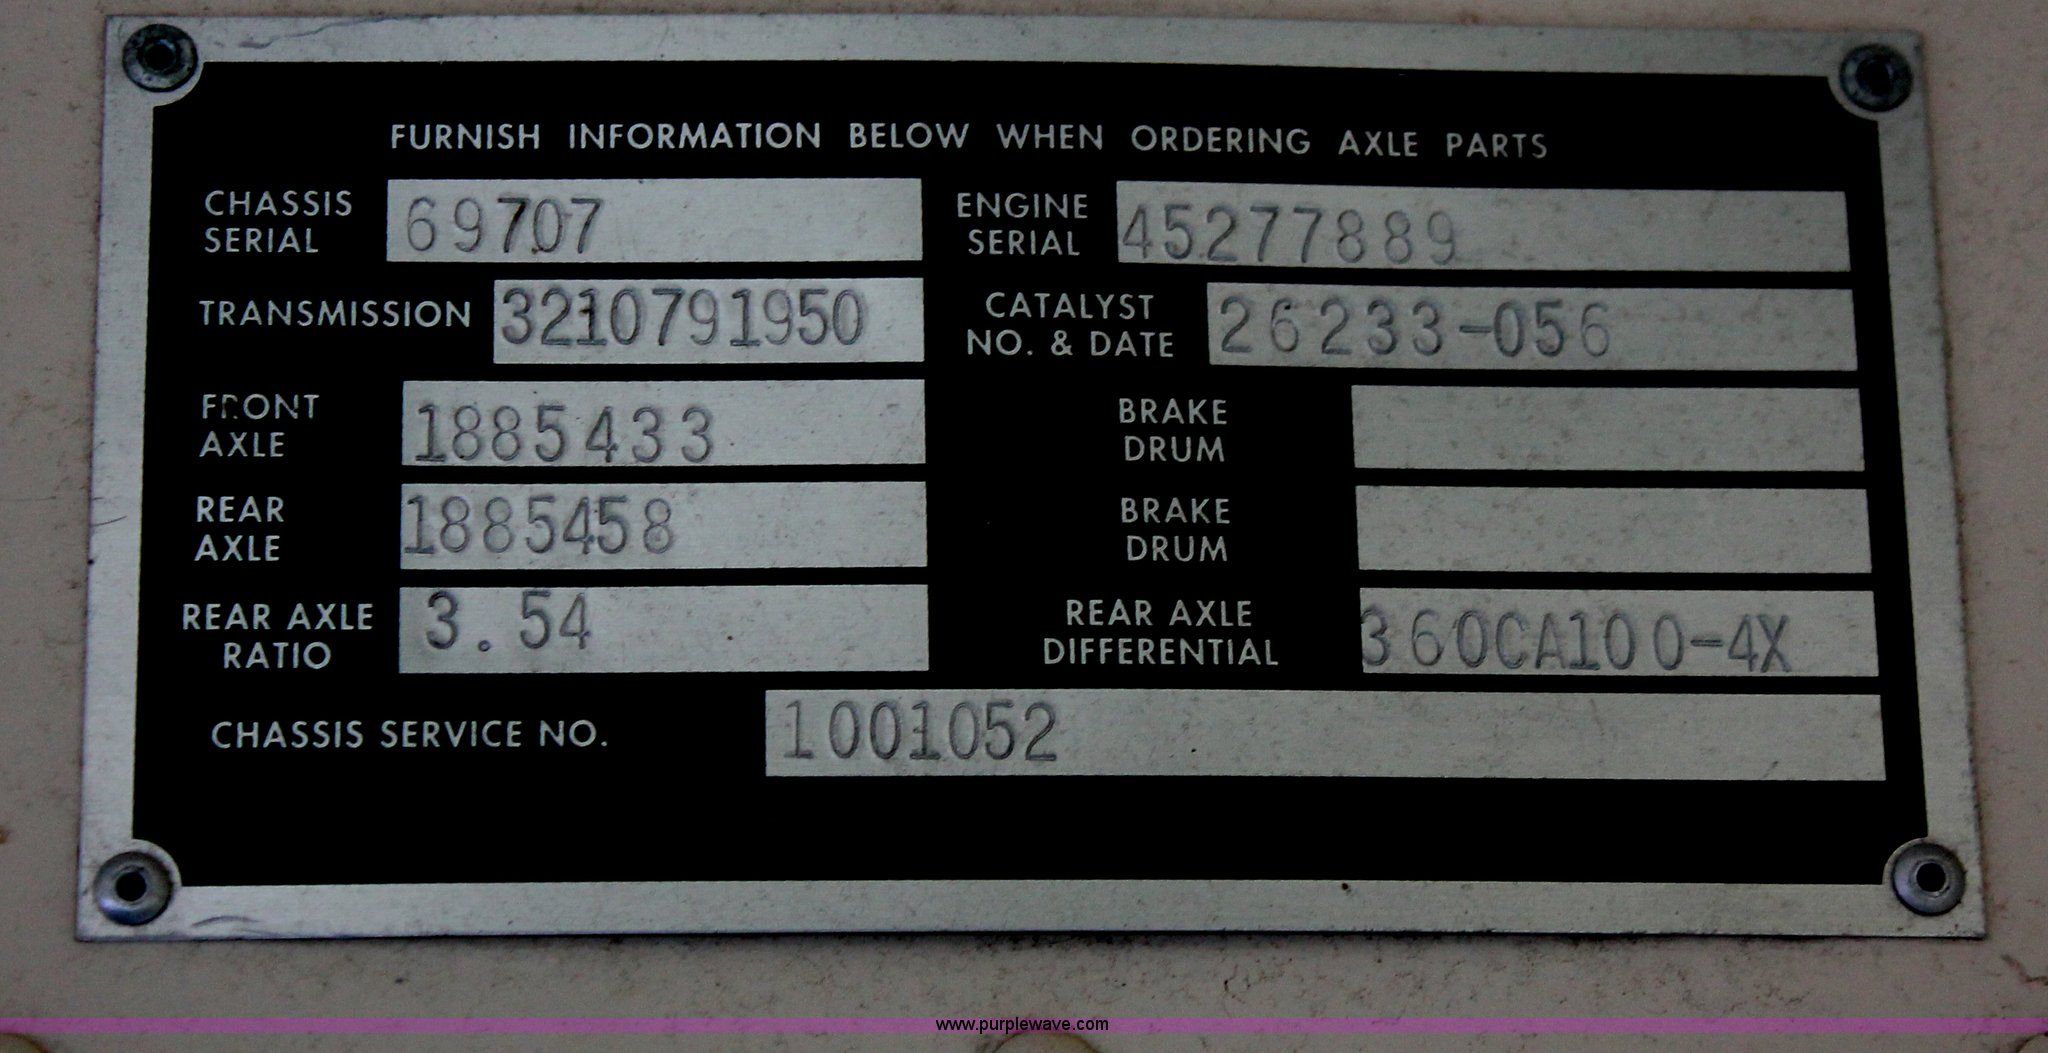 FURNISH INFORMATION BELOW WHEN ORDERING AXLE PARTS
CHASSIS SERIAL 69707
ENGINE SERIAL 45277889
TRANSMISSION 3210791950
CATALYST NO. & DATE 26233-056
FRONT AXLE 1885433
BRAKE DRUM
REAR AXLE 1885458
BRAKE DRUM
REAR AXLE RATIO 3.54
REAR AXLE DIFFERENTIAL 360CA100-4X
CHASSIS SERVICE NO. 1001052
www.purplewave.com